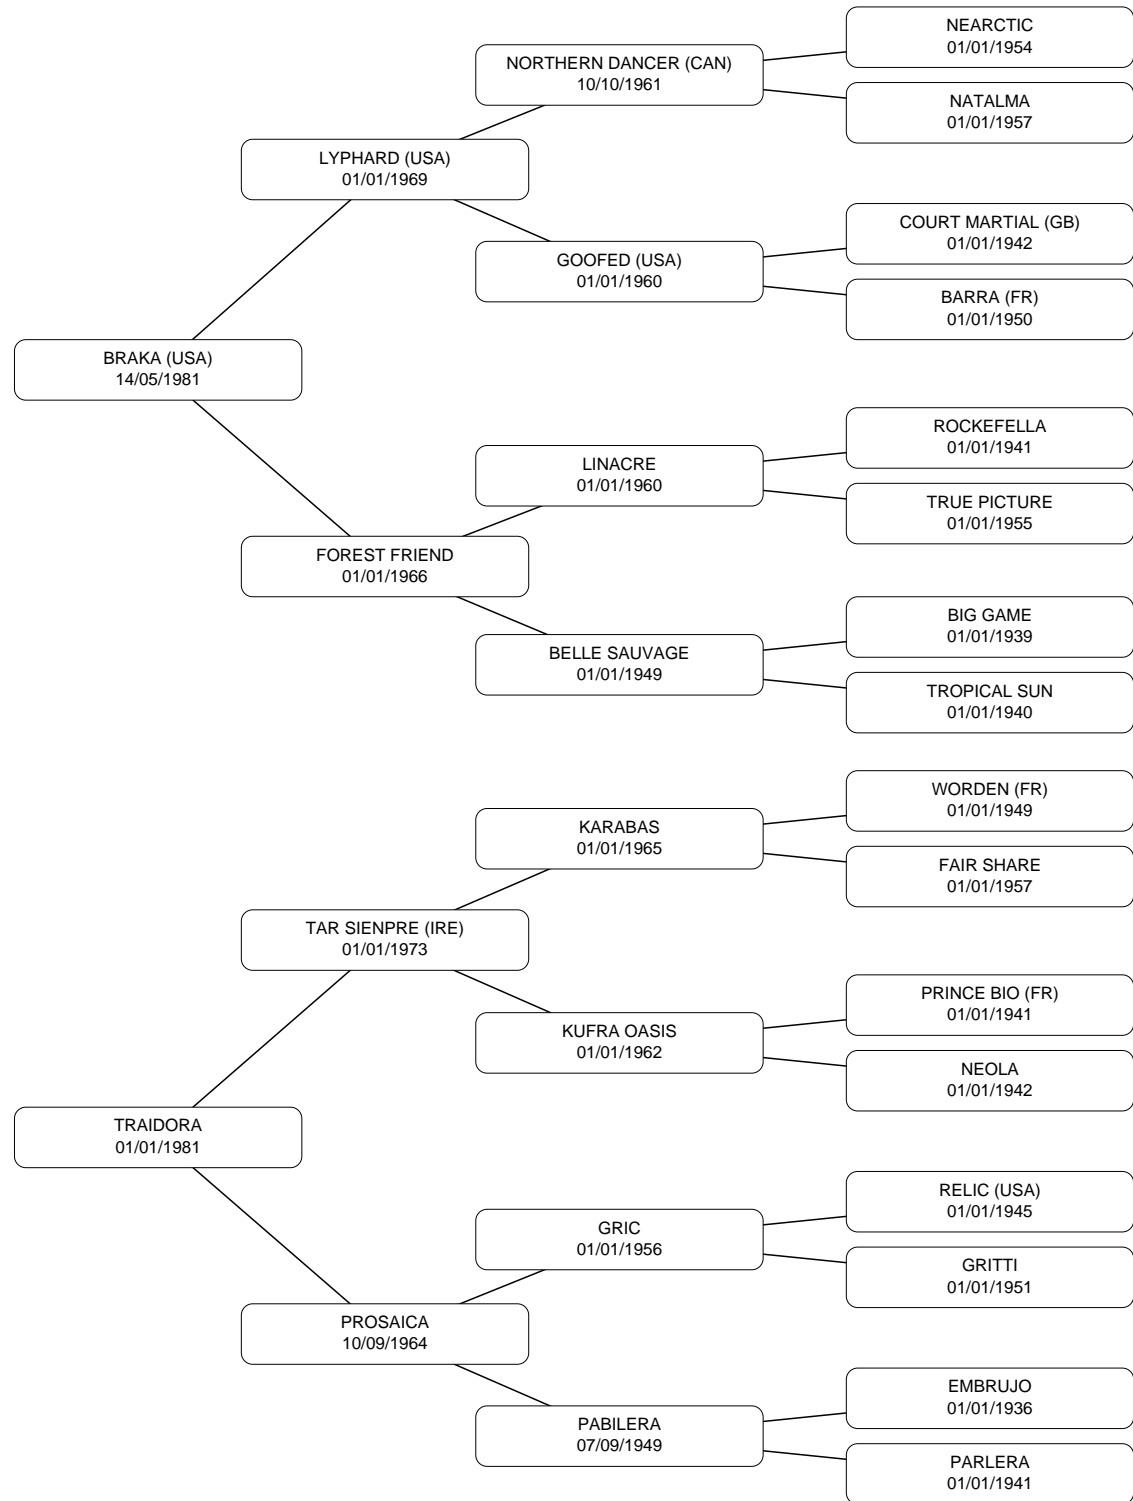 NEARCTIC
01/01/1954
NORTHERN DANCER (CAN)
10/10/1961
NATALMA
01/01/1957
LYPHARD (USA)
01/01/1969
COURT MARTIAL (GB)
01/01/1942
GOOFED (USA)
01/01/1960
BARRA (FR)
01/01/1950
BRAKA (USA)
14/05/1981
ROCKEFELLA
01/01/1941
LINACRE
01/01/1960
TRUE PICTURE
01/01/1955
FOREST FRIEND
01/01/1966
BIG GAME
01/01/1939
BELLE SAUVAGE
01/01/1949
TROPICAL SUN
01/01/1940
WORDEN (FR)
01/01/1949
KARABAS
01/01/1965
FAIR SHARE
01/01/1957
TAR SIENPRE (IRE)
01/01/1973
PRINCE BIO (FR)
01/01/1941
KUFRA OASIS
01/01/1962
NEOLA
01/01/1942
TRAIDORA
01/01/1981
RELIC (USA)
01/01/1945
GRIC
01/01/1956
GRITTI
01/01/1951
PROSAICA
10/09/1964
EMBRUJO
01/01/1936
PABILERA
07/09/1949
PARLERA
01/01/1941